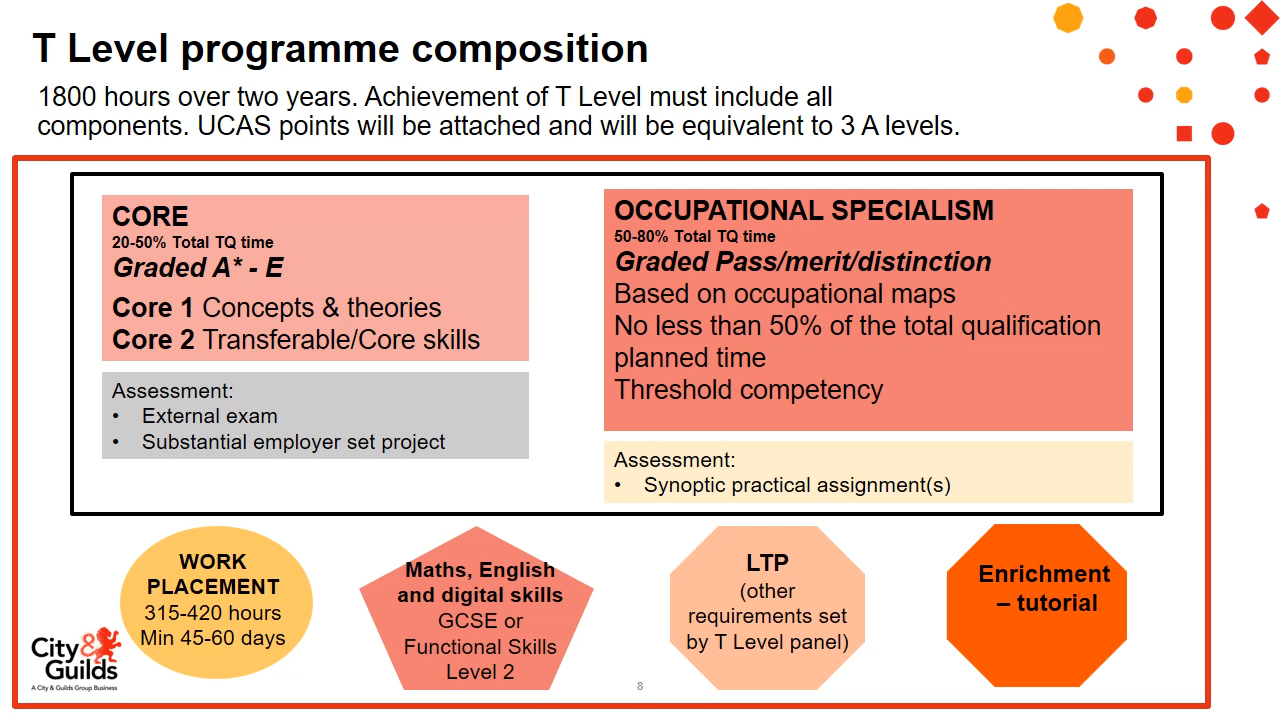 T Level programme composition
1800 hours over two years. Achievement of T Level must include all
components. UCAS points will be attached and will be equivalent to 3 A levels.
CORE
20-50% Total TQ time
Graded A* - E
Core 1 Concepts & theories
Core 2 Transferable/Core skills
Assessment:
• External exam
• Substantial employer set project
OCCUPATIONAL SPECIALISM
50-80% Total TQ time
Graded Pass/merit/distinction
Based on occupational maps
No less than 50% of the total qualification
planned time
Threshold competency
Assessment:
• Synoptic practical assignment(s)
WORK
PLACEMENT
315-420 hours
Min 45-60 days
Maths, English
and digital skills
GCSE or
Functional Skills
Level 2
LTP
(other
requirements set
by T Level panel)
Enrichment
– tutorial
City&
Guilds
A City & Guilds Group Business
8